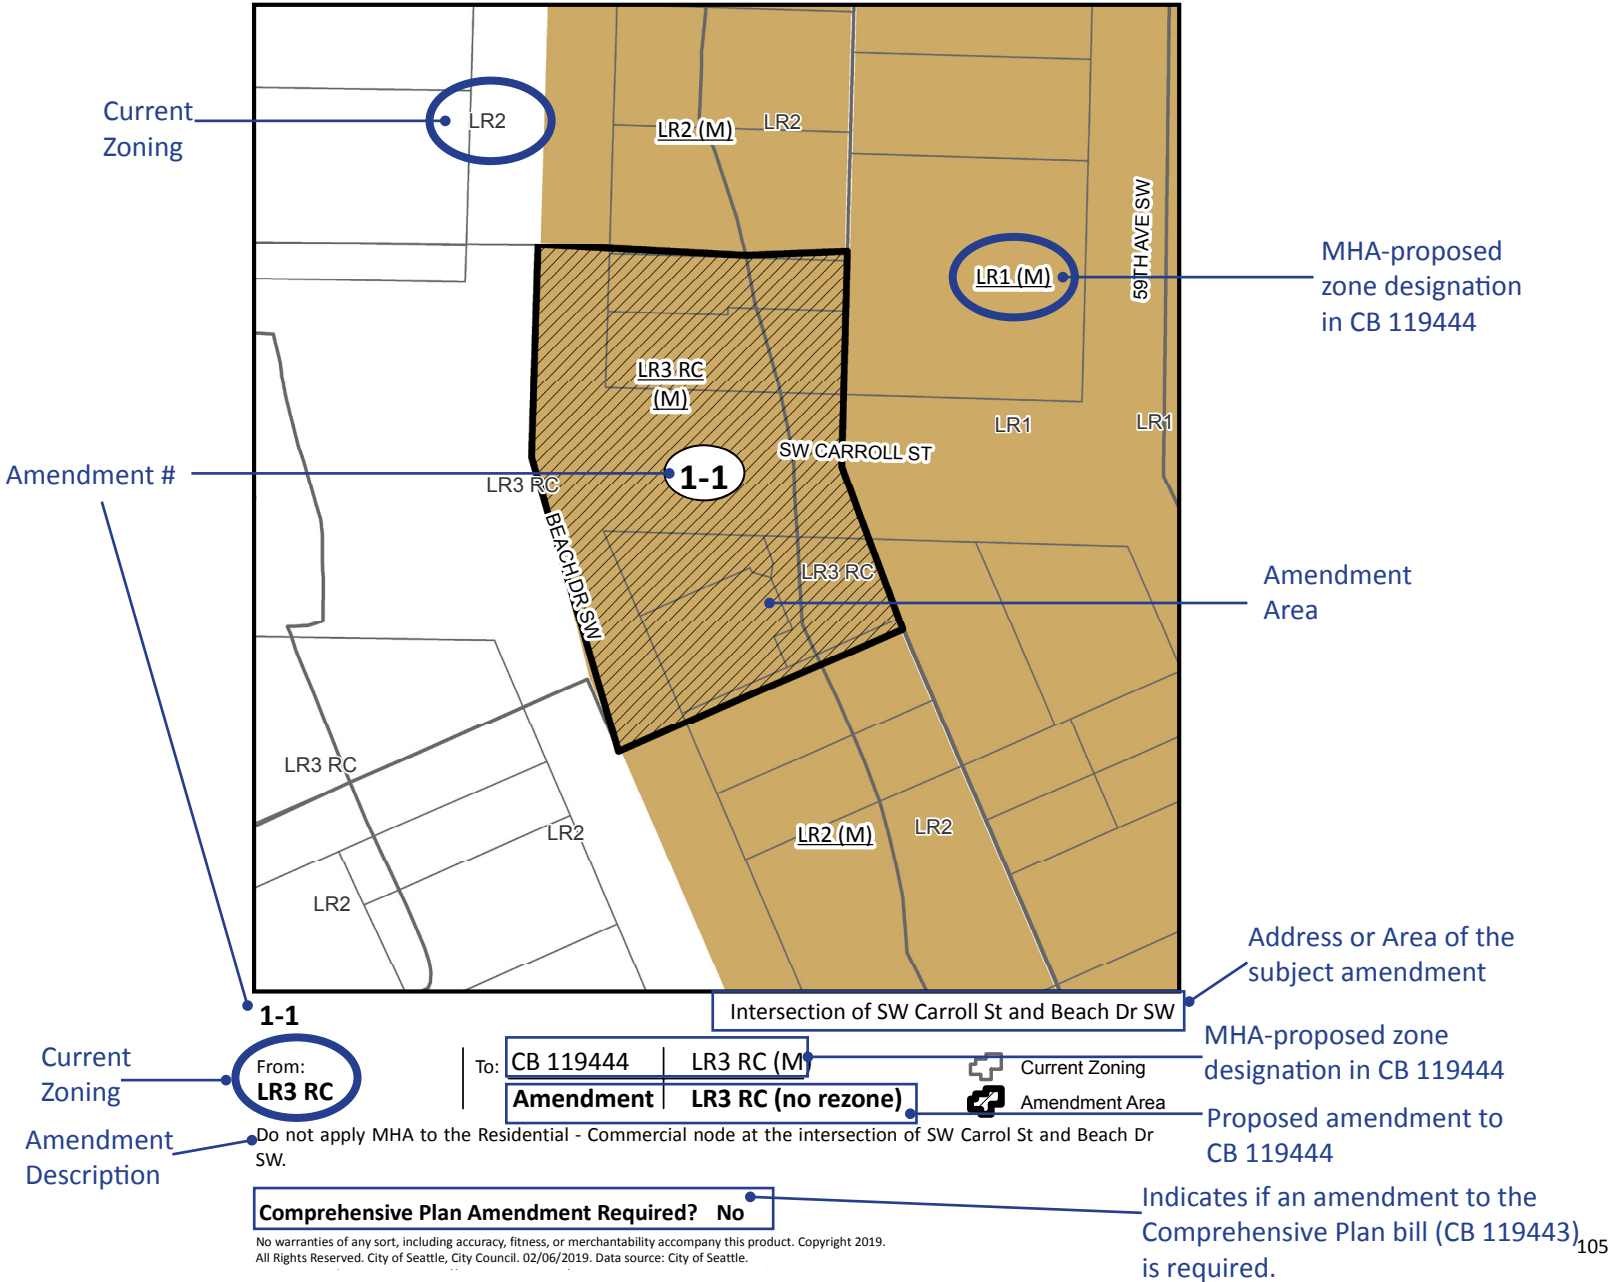 Current
Zoning
LR2
LR2 (M)
LR2
59TH AVE SW
LR1 (M)
MHA-proposed
zone designation
in CB 119444
LR3 RC
(M)
LR1
LR1
SW CARROLL ST
Amendment #
1-1
LR3 RC
BEACH DR SW
LR3 RC
Amendment
Area
LR3 RC
LR2
LR2 (M)
LR2
LR2
Address or Area of the
subject amendment
1-1
Intersection of SW Carroll St and Beach Dr SW
Current
Zoning
From:
LR3 RC
To:
CB 119444
LR3 RC (M)
Amendment
LR3 RC (no rezone)
Current Zoning
Amendment Area
MHA-proposed zone
designation in CB 119444
Proposed amendment to
CB 119444
Amendment
Description
Do not apply MHA to the Residential - Commercial node at the intersection of SW Carrol St and Beach Dr
SW.
Comprehensive Plan Amendment Required? No
Indicates if an amendment to the
Comprehensive Plan bill (CB 119443)
is required.
No warranties of any sort, including accuracy, fitness, or merchantability accompany this product. Copyright 2019.
All Rights Reserved. City of Seattle, City Council. 02/06/2019. Data source: City of Seattle.
105